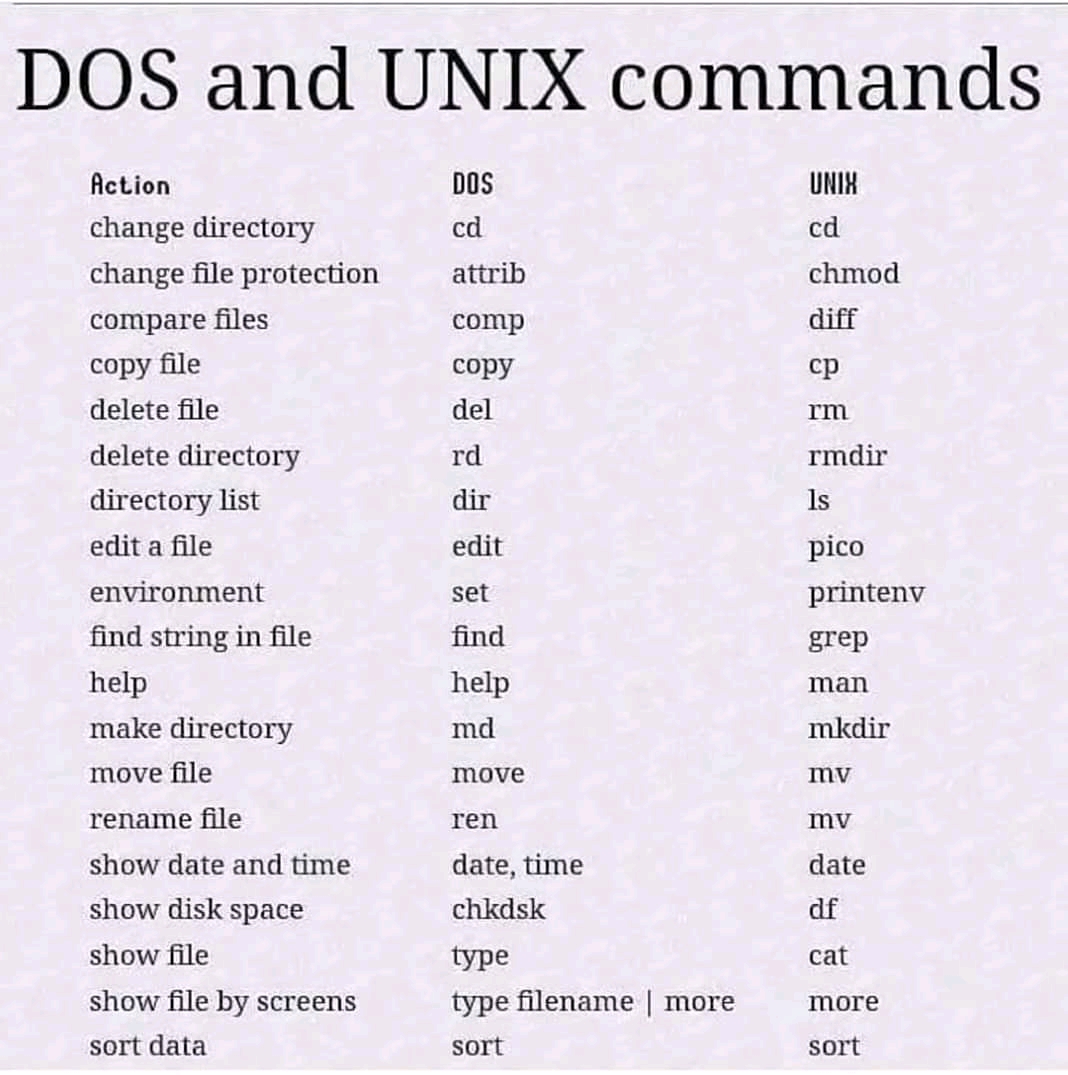 DOS and UNIX commands
Action DOS UNIX
change directory cd cd
change file protection attrib chmod
compare files comp diff
copy file copy cp
delete file del rm
delete directory rd rmdir
directory list dir ls
edit a file edit pico
environment set printenv
find string in file find grep
help help man
make directory md mkdir
move file move mv
rename file ren mv
show date and time date, time date
show disk space chkdsk df
show file type cat
show file by screens type filename | more more
sort data sort sort